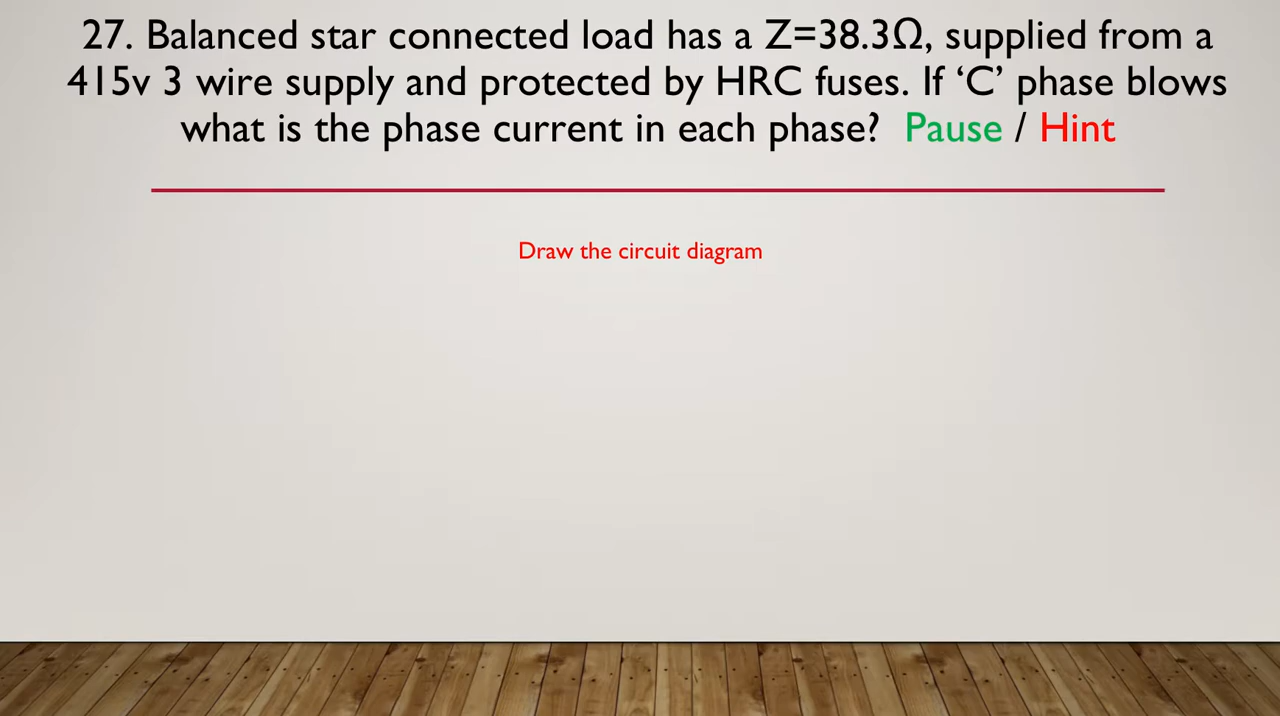 27. Balanced star connected load has a Z=38.3Ω, supplied from a
415v 3 wire supply and protected by HRC fuses. If ‘C’ phase blows
what is the phase current in each phase? Pause / Hint
Draw the circuit diagram